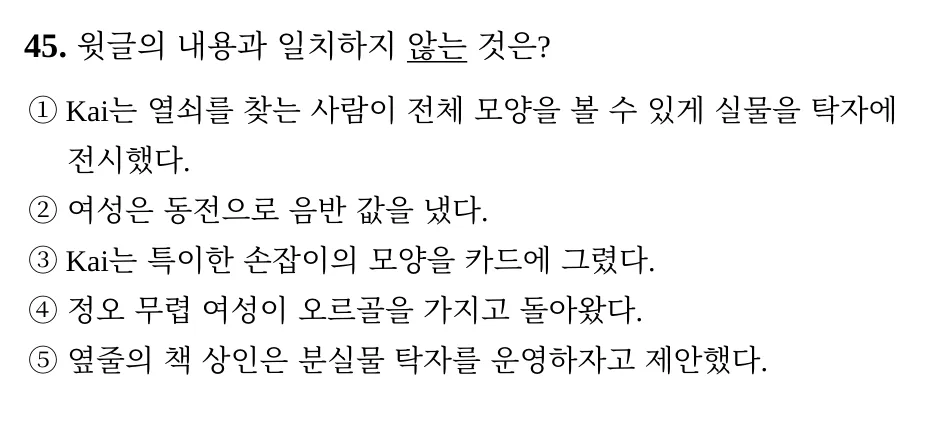 45. 윗글의 내용과 일치하지 않는 것은?
① Kai는 열쇠를 찾는 사람이 전체 모양을 볼 수 있게 실물을 탁자에
전시했다.
② 여성은 동전으로 음반 값을 냈다.
③ Kai는 특이한 손잡이의 모양을 카드에 그렸다.
④ 정오 무렵 여성이 오르골을 가지고 돌아왔다.
⑤ 옆줄의 책 상인은 분실물 탁자를 운영하자고 제안했다.